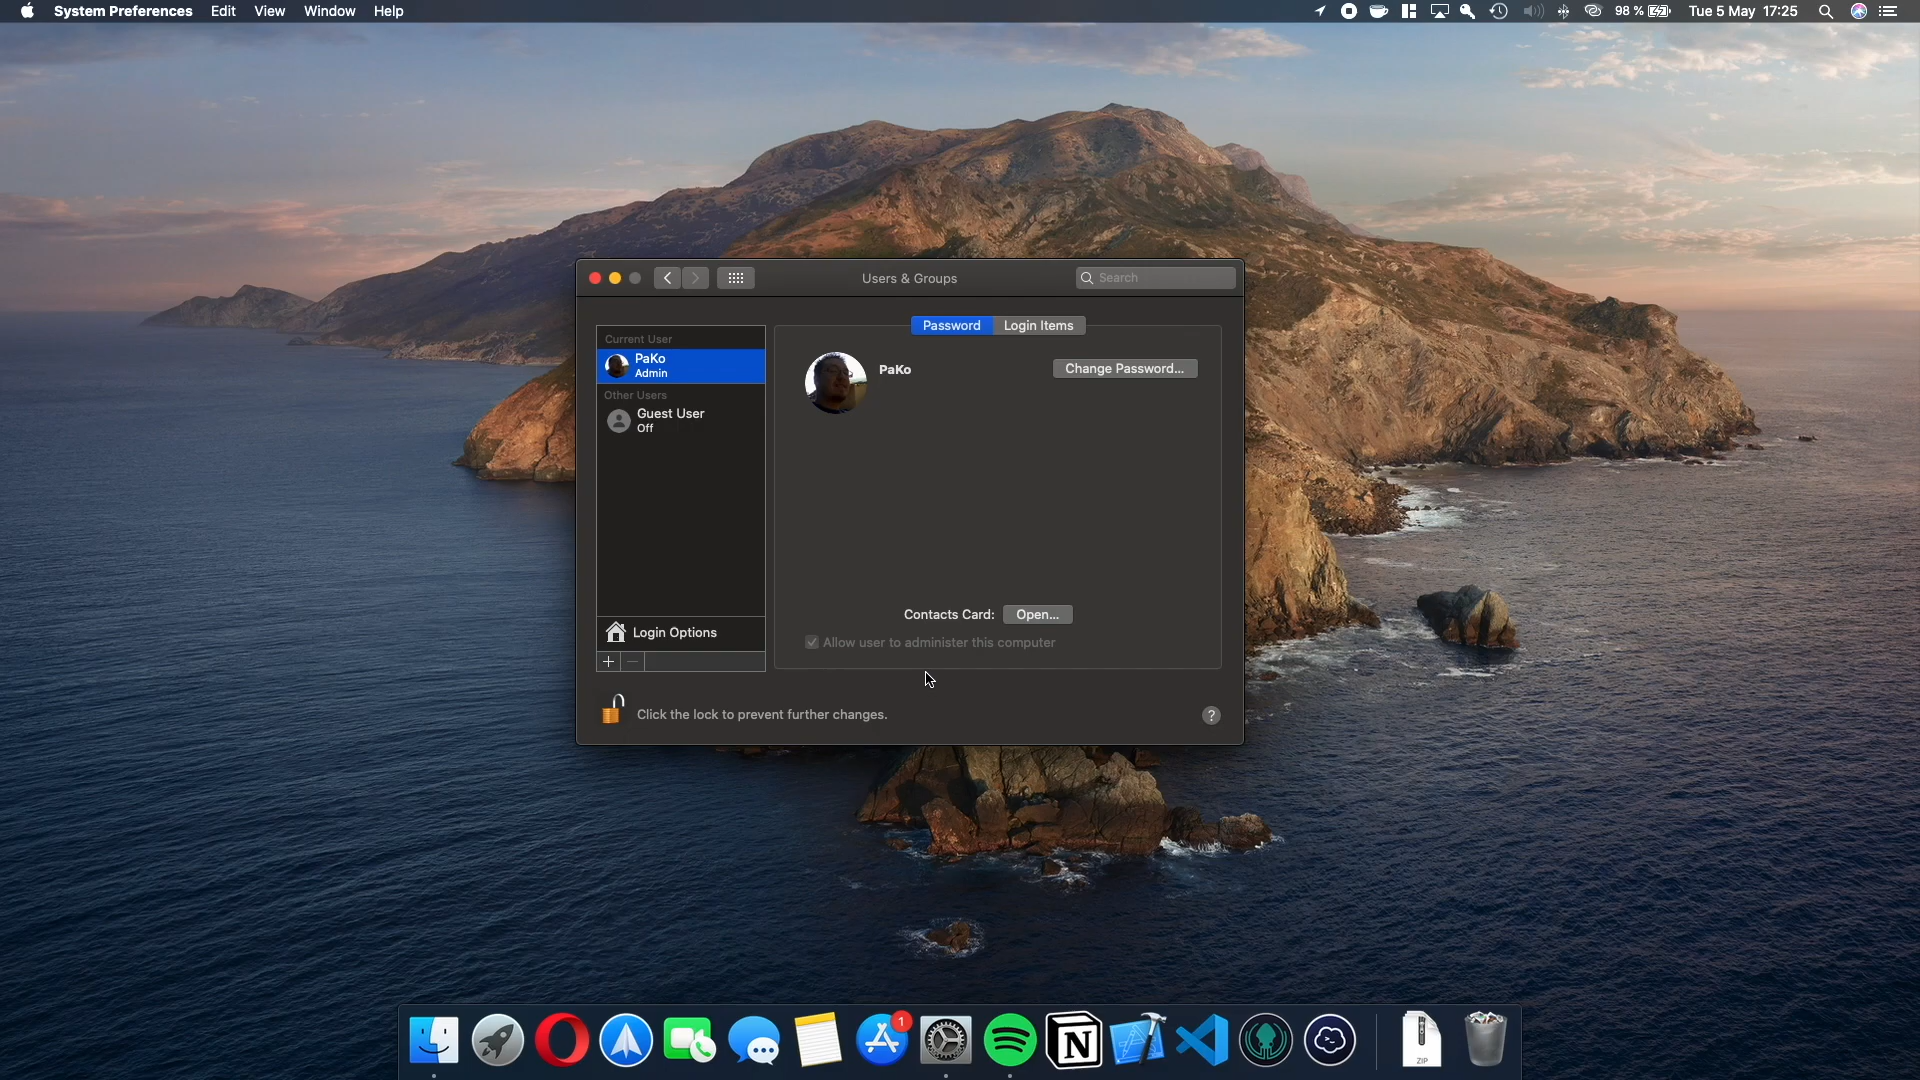 System Preferences Edit View Window Help
98 % Tue 5 May 17:25
Users & Groups
Search
Password Login Items
Current User
PaKo
Admin
Other Users
Guest User
Off
Login Options
PaKo
Change Password...
Contacts Card: Open...
Allow user to administer this computer
Click the lock to prevent further changes.
?
1
N
ZIP